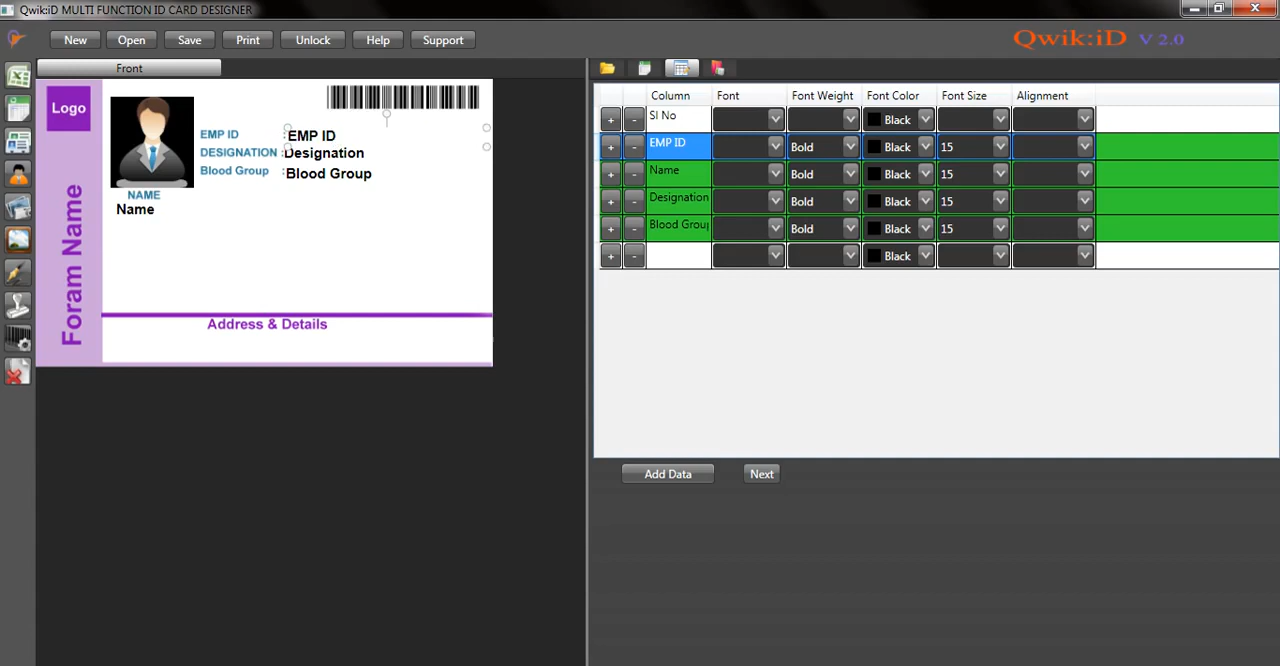 Qwik:iD MULTI FUNCTION ID CARD DESIGNER
New Open Save Print Unlock Help Support
Qwik:iD V 2.0
Front
Logo
Foram Name
EMP ID : EMP ID
DESIGNATION : Designation
Blood Group : Blood Group
NAME
Name
Address & Details
Column Font Font Weight Font Color Font Size Alignment
+ - Sl No Black
+ - EMP ID Bold Black 15
+ - Name Bold Black 15
+ - Designation Bold Black 15
+ - Blood Grou Bold Black 15
+ - Black
Add Data Next